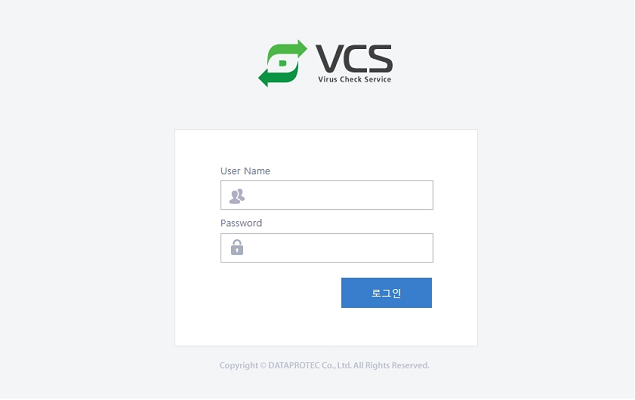 VCS
Virus Check Service
User Name
Password
로그인
Copyright © DATAPROTEC Co., Ltd. All Rights Reserved.